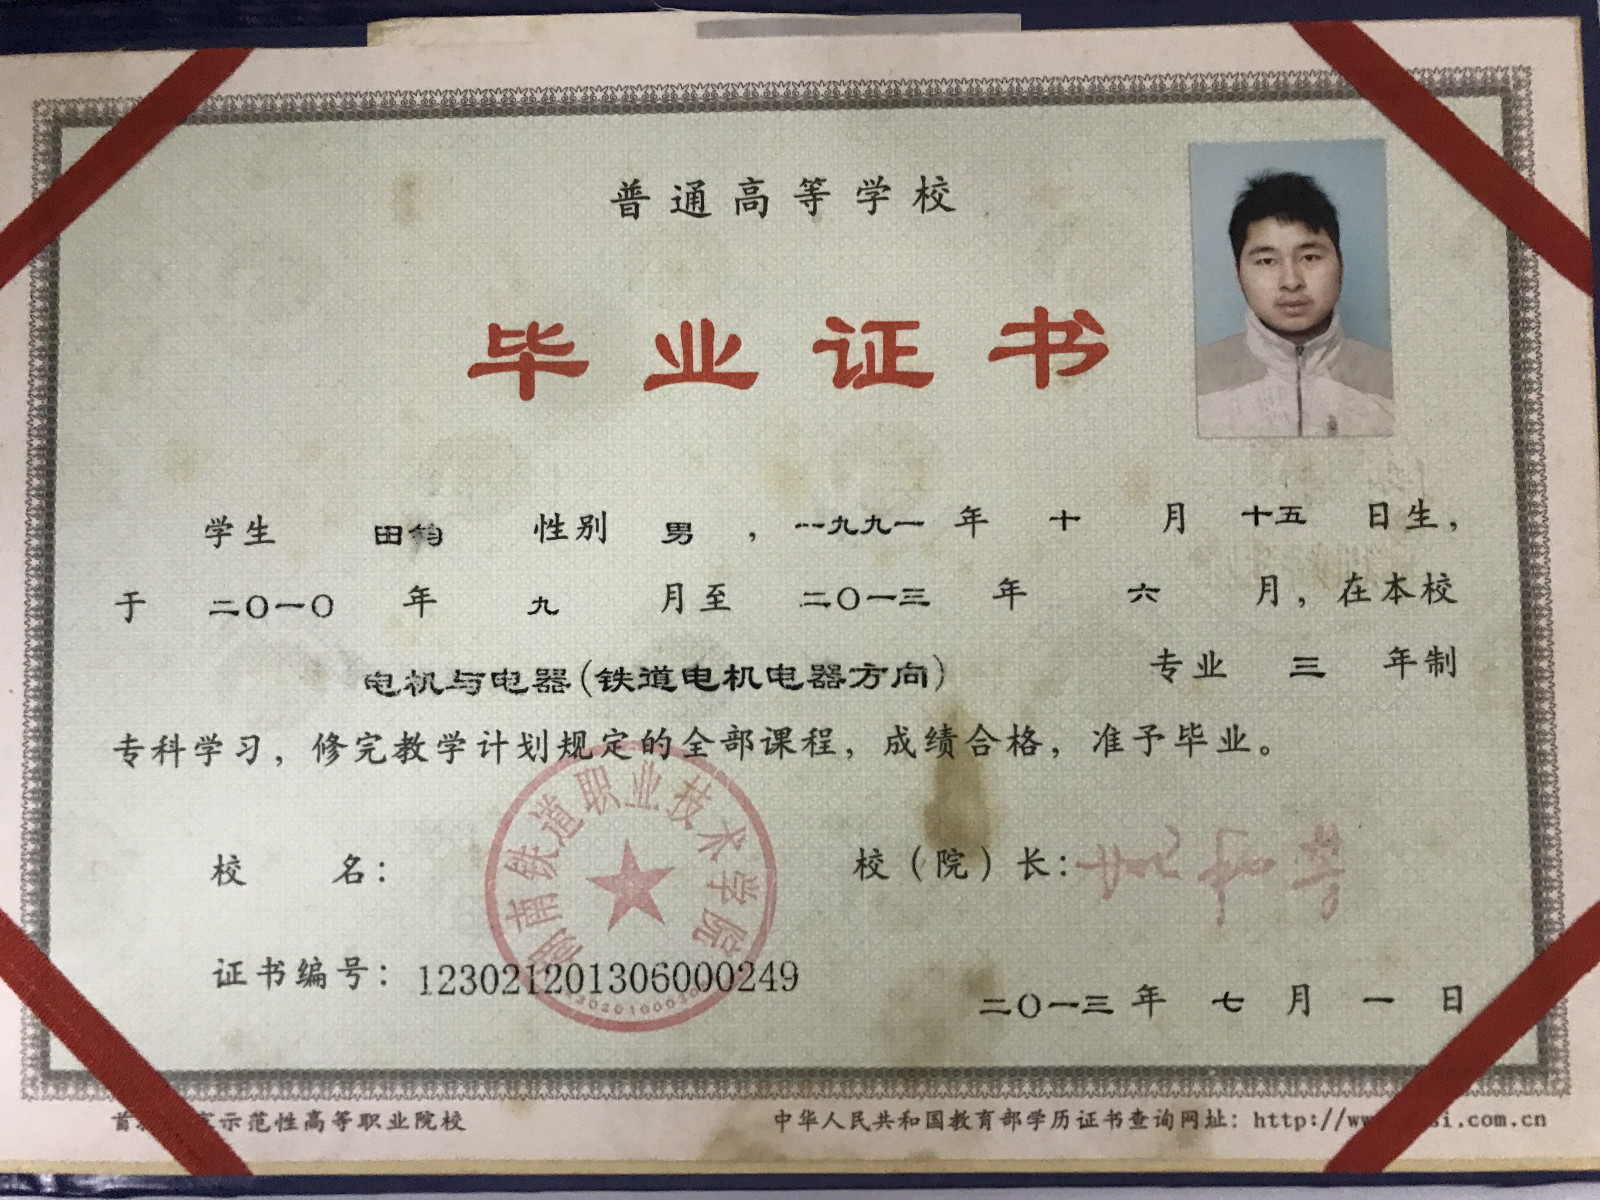 普通高等学校
毕业证书
学生 田钧 性别 男 ，一九九一 年 十 月 十五 日生，
于 二〇一〇 年 九 月至 二〇一三 年 六 月，在本校
电机与电器(铁道电机电器方向) 专业 三 年制
专科学习，修完教学计划规定的全部课程，成绩合格，准予毕业。
湖南铁道职业技术学院
校 名： 校（院）长：
证书编号：123021201306000249
二〇一三 年 七 月 一 日
示范性高等职业院校 中华人民共和国教育部学历证书查询网址：http://ww si.com.cn